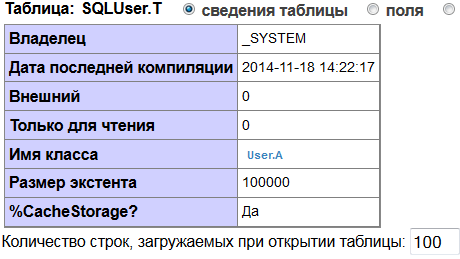 Таблица: SQLUser.T сведения таблицы поля
Владелец _SYSTEM
Дата последней компиляции 2014-11-18 14:22:17
Внешний 0
Только для чтения 0
Имя класса User.A
Размер экстента 100000
%CacheStorage? Да
Количество строк, загружаемых при открытии таблицы: 100